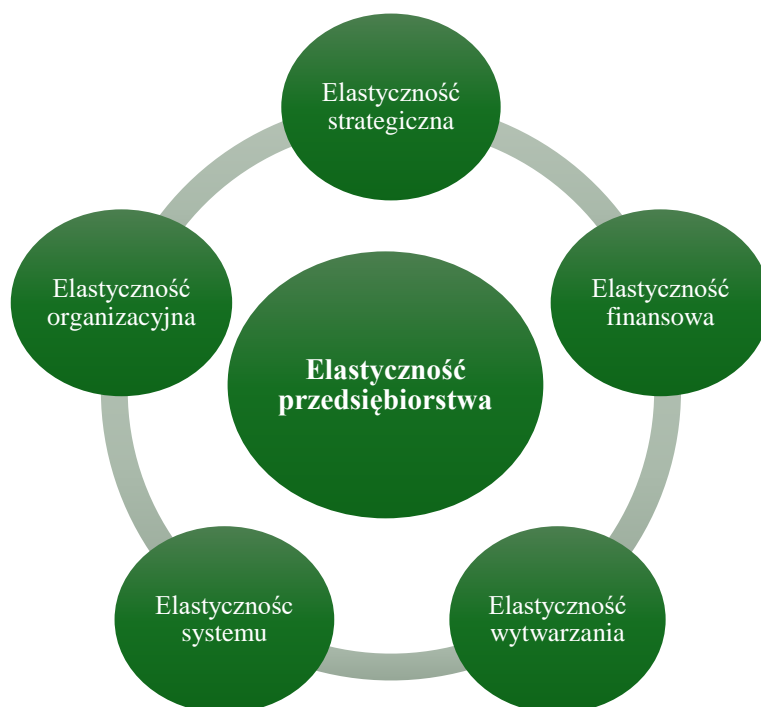 Elastyczność
strategiczna
Elastyczność
finansowa
Elastyczność
wytwarzania
Elastycznośc
systemu
Elastyczność
organizacyjna
Elastyczność
przedsiębiorstwa